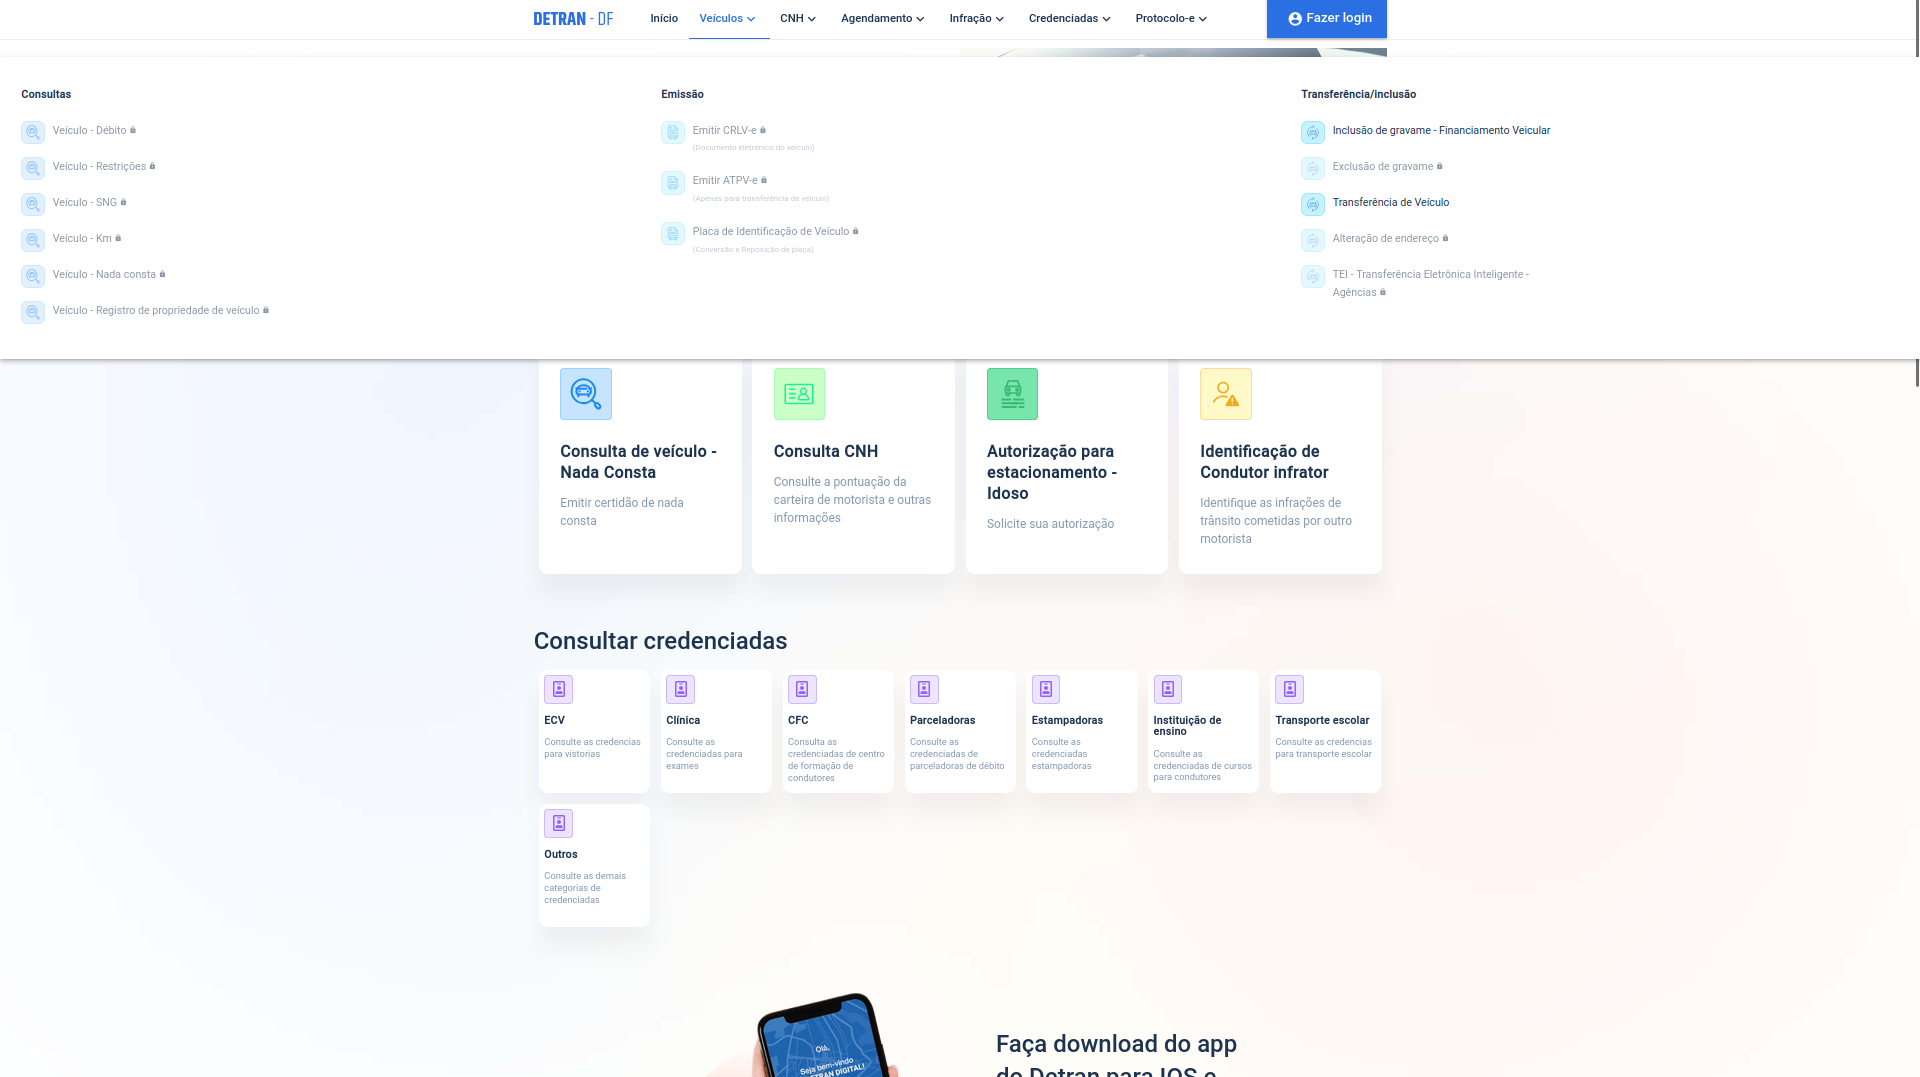 DETRAN - DF
Início
Veículos
CNH
Agendamento
Infração
Credenciadas
Protocolo-e
Fazer login
Consultas
Veículo - Débito
Veículo - Restrições
Veículo - SNG
Veículo - Km
Veículo - Nada consta
Veículo - Registro de propriedade de veículo
Emissão
Emitir CRLV-e
(Documento eletrônico do veículo)
Emitir ATPV-e
(Apenas para transferência de veículo)
Placa de Identificação de Veículo
(Conversão e Reposição de placa)
Transferência/inclusão
Inclusão de gravame - Financiamento Veicular
Exclusão de gravame
Transferência de Veículo
Alteração de endereço
TEI - Transferência Eletrônica Inteligente -
Agências
Consulta de veículo -
Nada Consta
Emitir certidão de nada
consta
Consulta CNH
Consulte a pontuação da
carteira de motorista e outras
informações
Autorização para
estacionamento -
Idoso
Solicite sua autorização
Identificação de
Condutor infrator
Identifique as infrações de
trânsito cometidas por outro
motorista
Consultar credenciadas
ECV
Consulte as credencias
para vistorias
Clínica
Consulte as
credenciadas para
exames
CFC
Consulta as
credenciadas de centro
de formação de
condutores
Parceladoras
Consulte as
credenciadas de
parceladoras de débito
Estampadoras
Consulte as
credenciadas
estampadoras
Instituição de
ensino
Consulte as
credenciadas de cursos
para condutores
Transporte escolar
Consulte as credencias
para transporte escolar
Outros
Consulte as demais
categorias de
credenciadas
Olá,
Seja bem-vindo
DETRAN DIGITAL!
Faça download do app
do Detran para IOS e